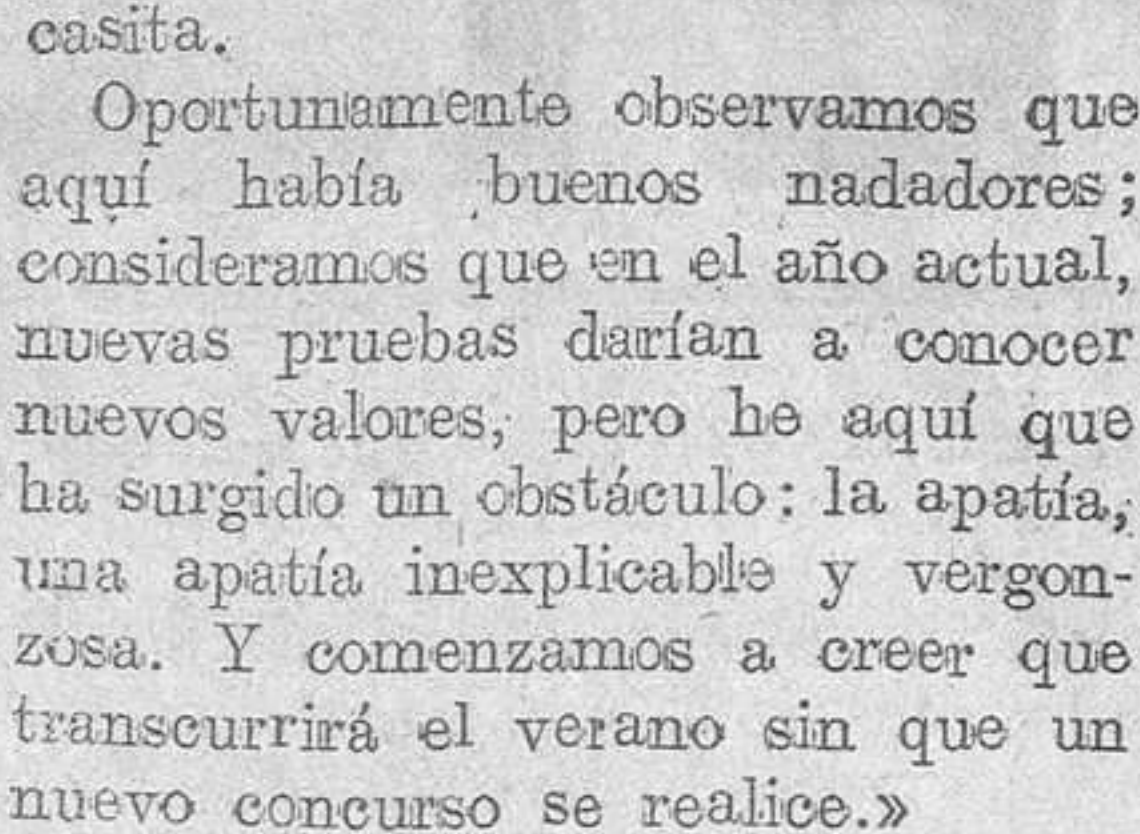 casita.
Oportunamente observamos que
aquí había buenos nadadores;
consideramos que en el año actual,
nuevas pruebas darían a conocer
nuevos valores, pero he aquí que
ha surgido un obstáculo: la apatía,
una apatía inexplicable y vergon-
zosa. Y comenzamos a creer que
transcurrirá el verano sin que un
nuevo concurso se realice.»